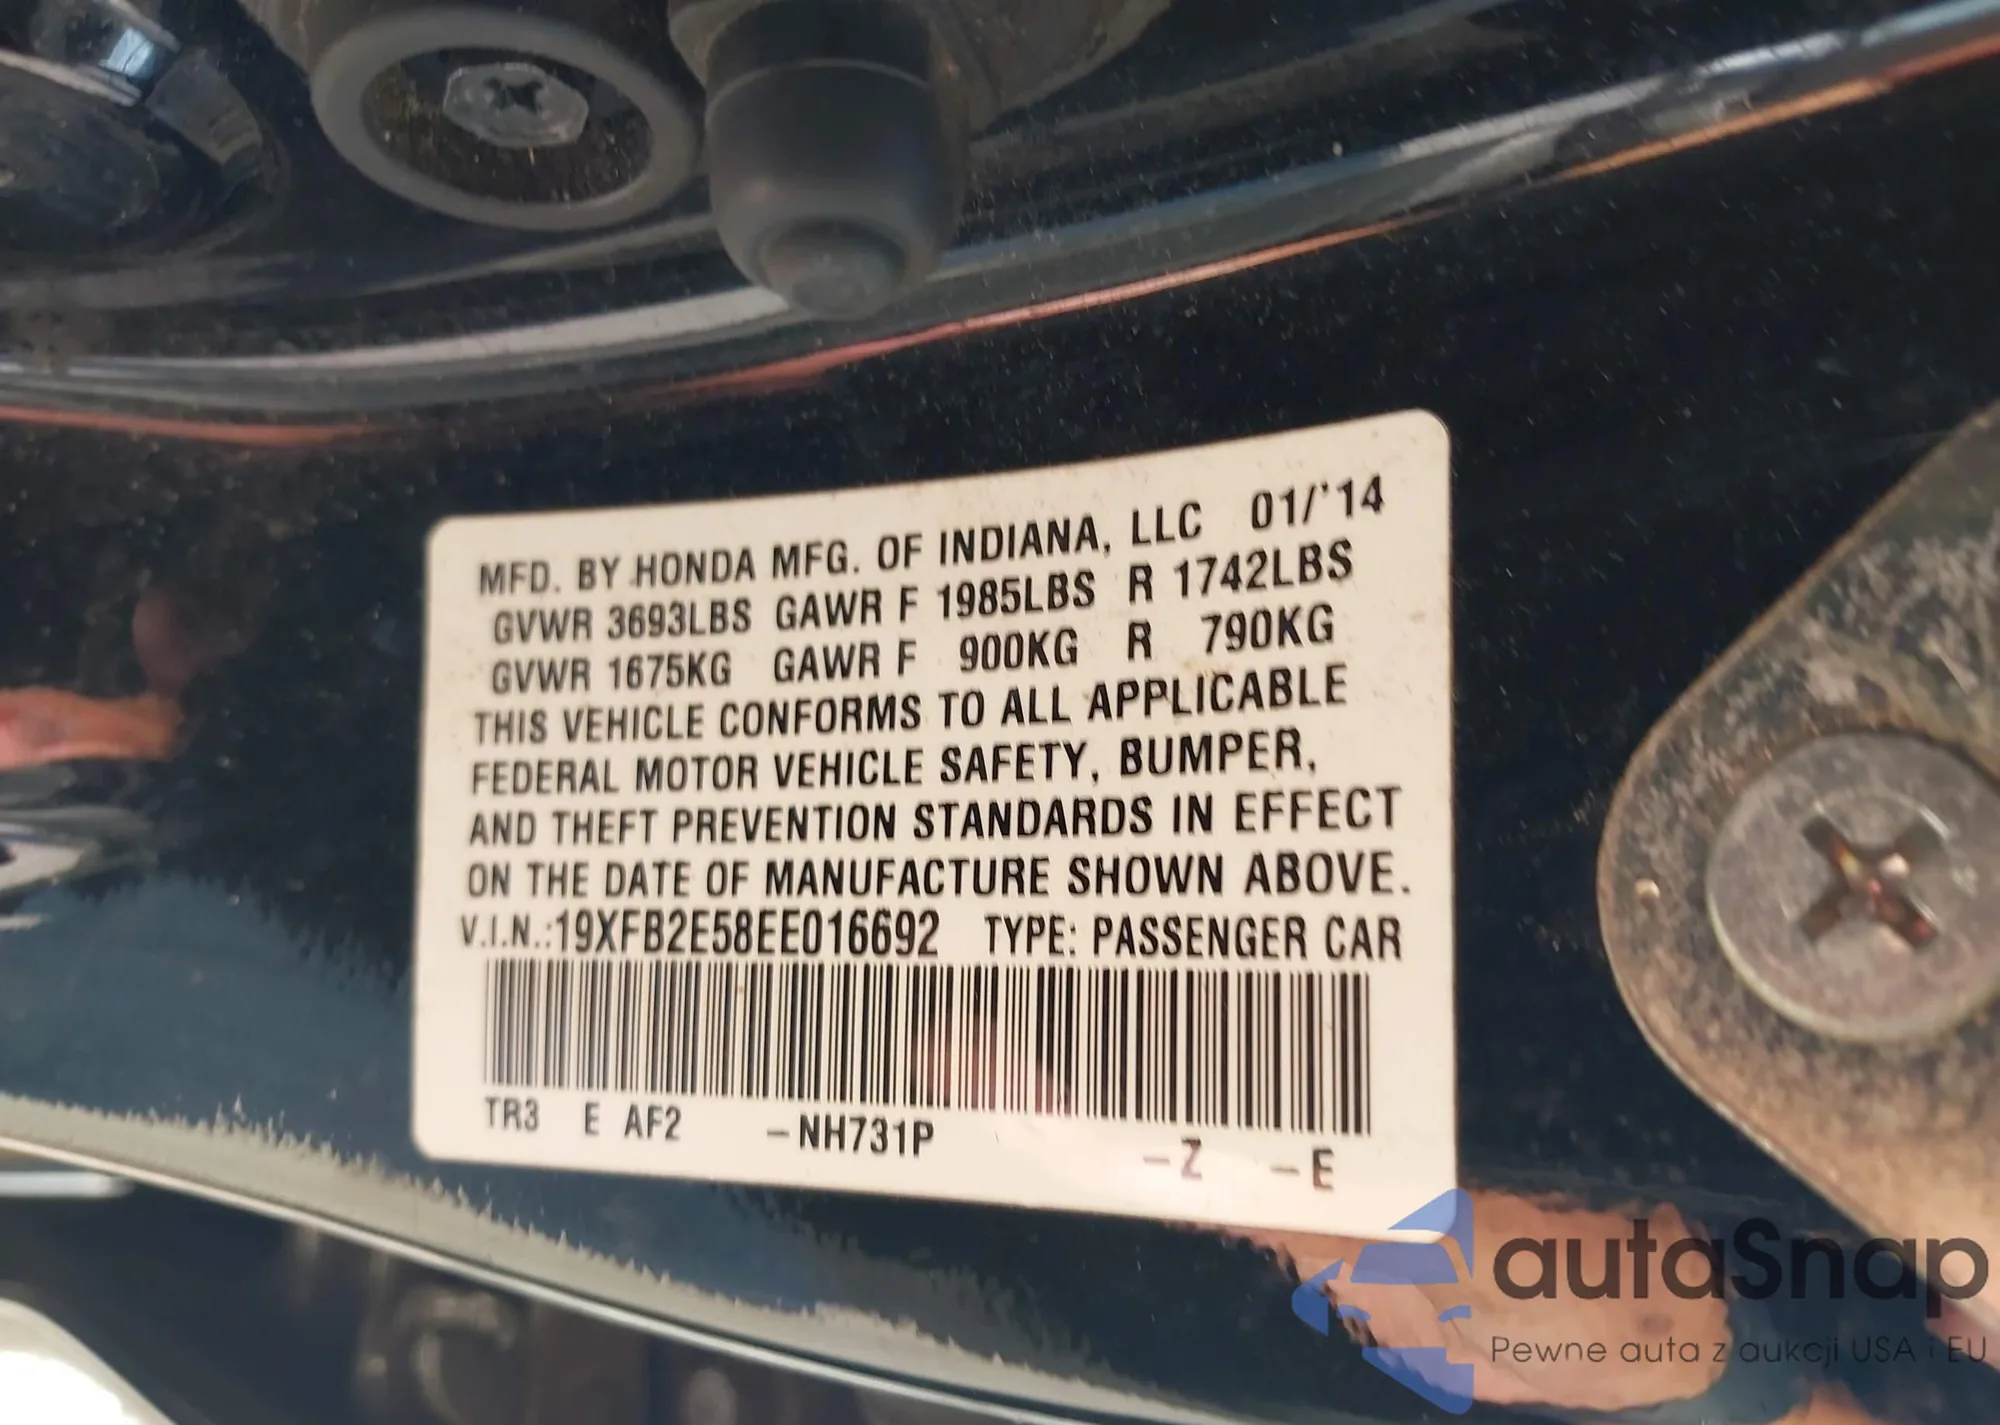 MFD. BY HONDA MFG. OF INDIANA, LLC 01/'14
GVWR 3693LBS GAWR F 1985LBS R 1742LBS
GVWR 1675KG GAWR F 900KG R 790KG
THIS VEHICLE CONFORMS TO ALL APPLICABLE
FEDERAL MOTOR VEHICLE SAFETY, BUMPER,
AND THEFT PREVENTION STANDARDS IN EFFECT
ON THE DATE OF MANUFACTURE SHOWN ABOVE.
V.I.N.:19XFB2E58EE016692 TYPE: PASSENGER CAR
TR3 E AF2 -NH731P -Z -E
autaSnap
Pewne auta z aukcji USA i EU